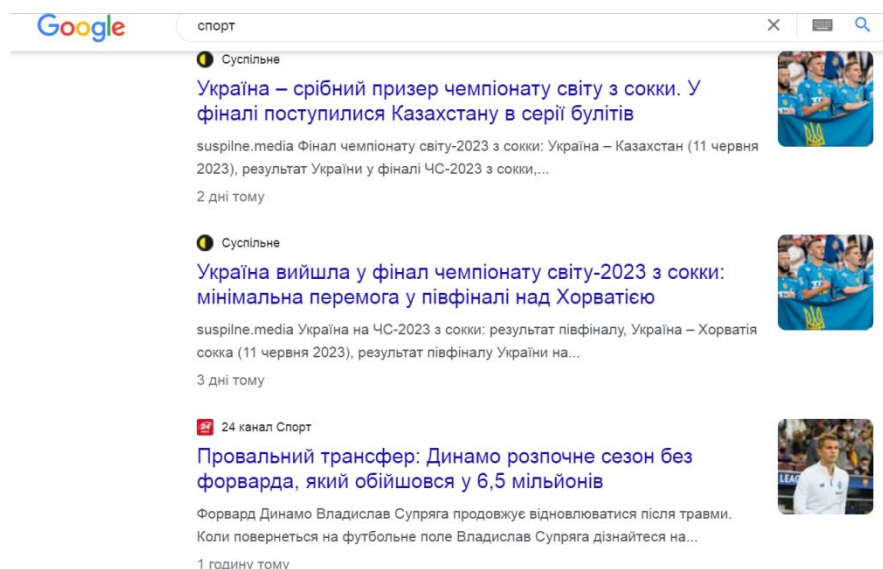 Google
спорт
Суспільне
Україна – срібний призер чемпіонату світу з сокки. У
фіналі поступилися Казахстану в серії булітів
suspilne.media Фінал чемпіонату світу-2023 з сокки: Україна – Казахстан (11 червня
2023), результат України у фіналі ЧС-2023 з сокки,...
2 дні тому
Суспільне
Україна вийшла у фінал чемпіонату світу-2023 з сокки:
мінімальна перемога у півфіналі над Хорватією
suspilne.media Україна на ЧС-2023 з сокки: результат півфіналу, Україна – Хорватія
сокка (11 червня 2023), результат півфіналу України на...
3 дні тому
24 канал Спорт
Провальний трансфер: Динамо розпочне сезон без
форварда, який обійшовся у 6,5 мільйонів
Форвард Динамо Владислав Супряга продовжує відновлюватися після травми.
Коли повернеться на футбольне поле Владислав Супряга дізнайтеся на...
1 годину тому